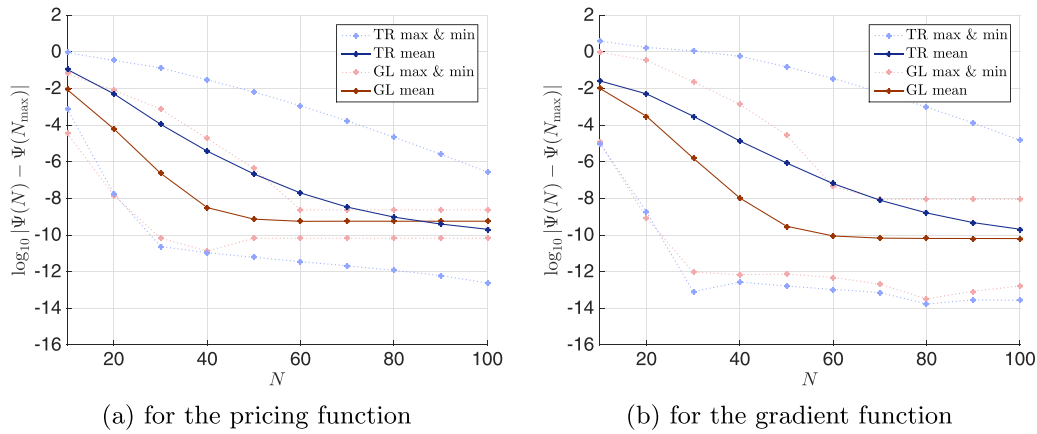 2
0
-2
-4
-6
-8
-10
-12
-14
-16
20
40
60
80
100
N
log₁₀ |Ψ(N) − Ψ(N_max)|
TR max & min
TR mean
GL max & min
GL mean
(a) for the pricing function
2
0
-2
-4
-6
-8
-10
-12
-14
-16
20
40
60
80
100
N
log₁₀ |Ψ(N) − Ψ(N_max)|
TR max & min
TR mean
GL max & min
GL mean
(b) for the gradient function